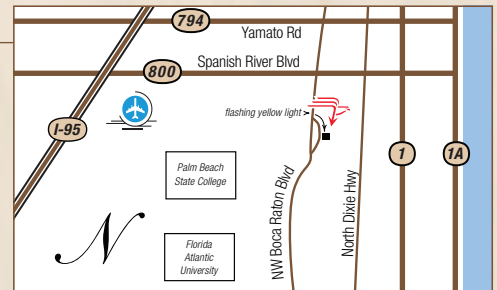 794
Yamato Rd
Spanish River Blvd
800
flashing yellow light
I-95
1
1A
Palm Beach
State College
NW Boca Raton Blvd
North Dixie Hwy
N
Florida
Atlantic
University